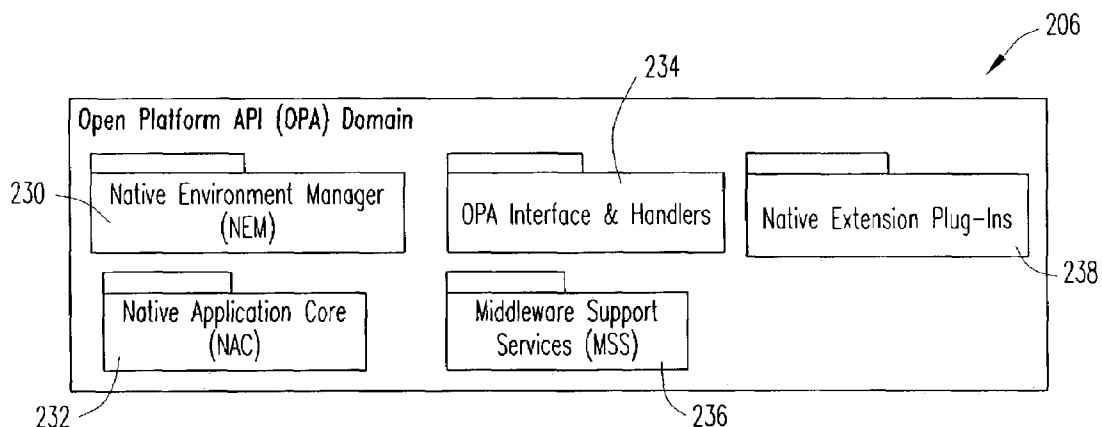 206
234
Open Platform API (OPA) Domain
230
Native Environment Manager
(NEM)
OPA Interface & Handlers
Native Extension Plug-Ins
238
Native Application Core
(NAC)
Middleware Support
Services (MSS)
232
236